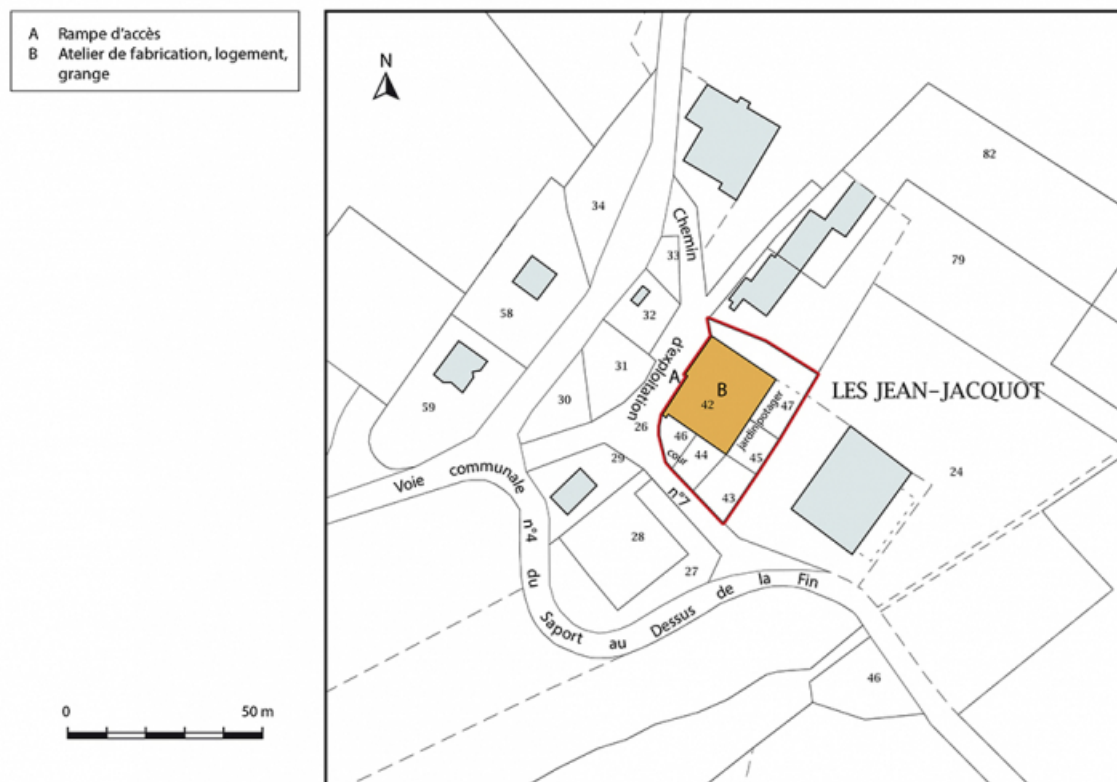 A Rampe d'accès
B Atelier de fabrication, logement,
grange
N
82
34
Chemin
33
79
58
32
d'exploitation
31
A
B
LES JEAN-JACQUOT
42
47
jardin potager
59
30
26
46
cour
44
45
29
24
Voie communale n°4 du Saport au Dessus de la Fin
n°7
43
28
27
46
0 50 m